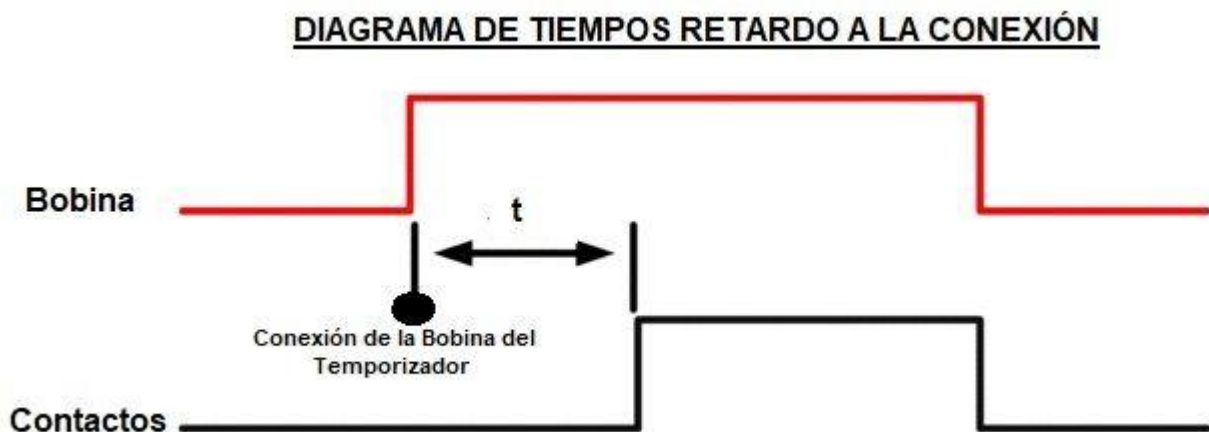 DIAGRAMA DE TIEMPOS RETARDO A LA CONEXIÓN
Bobina
t
Conexión de la Bobina del
Temporizador
Contactos